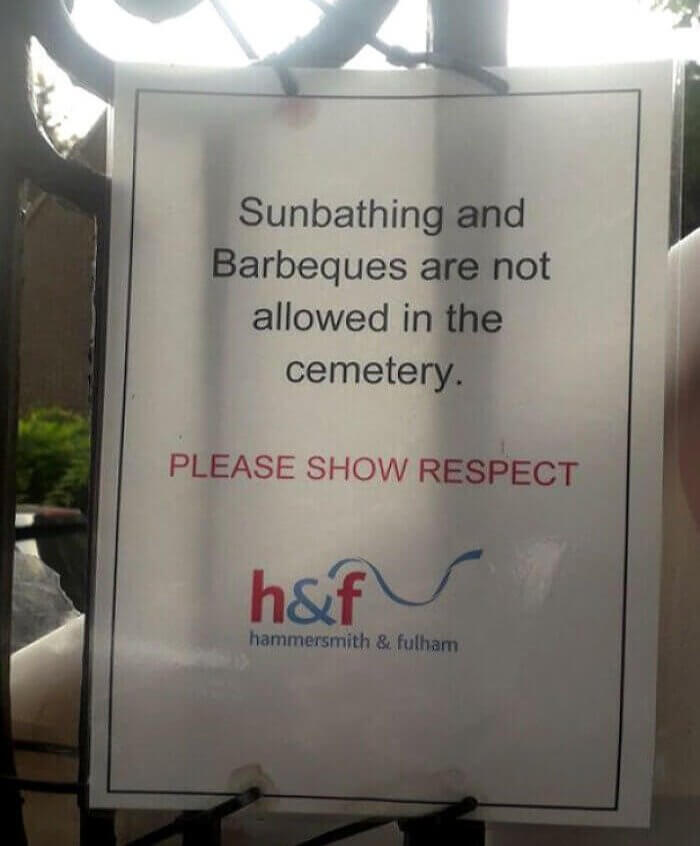 Sunbathing and
Barbeques are not
allowed in the
cemetery.
PLEASE SHOW RESPECT
h&f
hammersmith & fulham